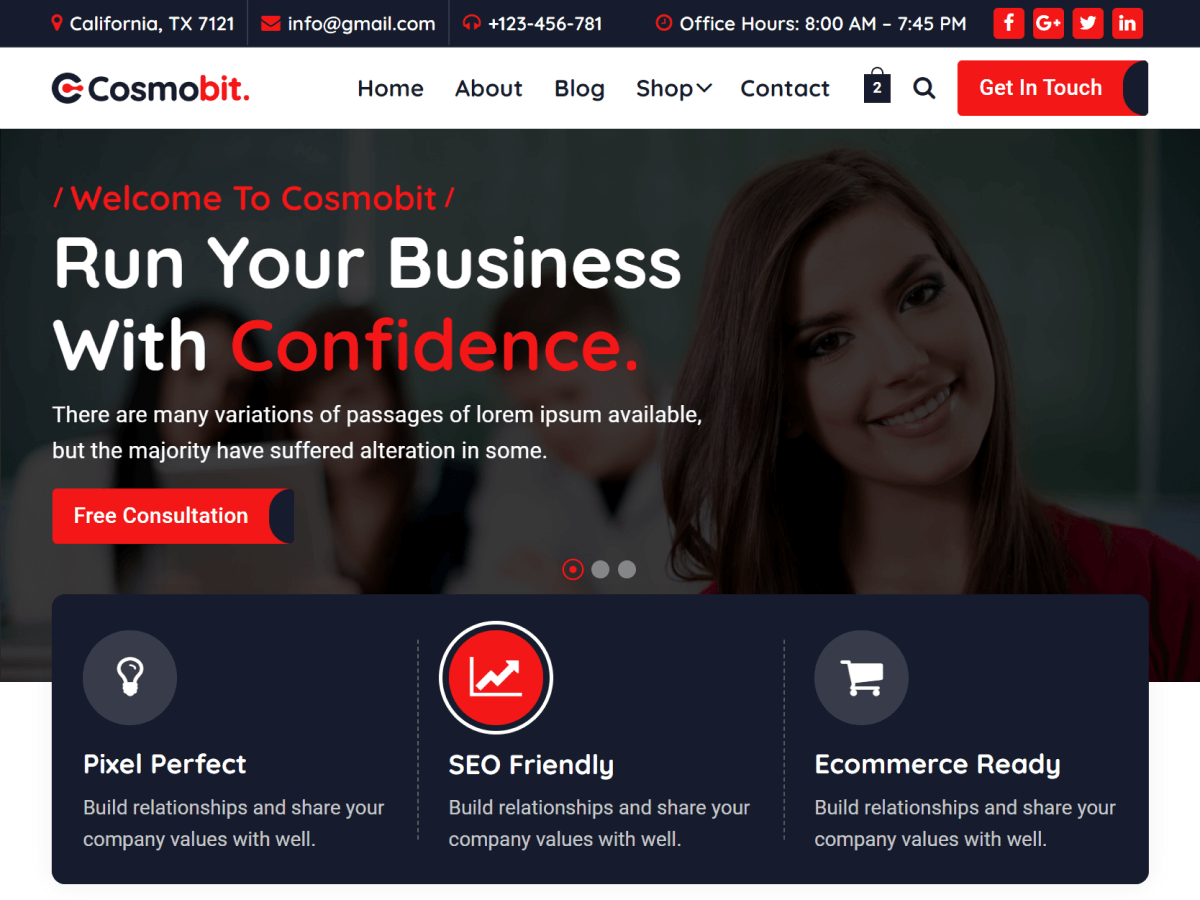 California, TX 7121
info@gmail.com
+123-456-781
Office Hours: 8:00 AM – 7:45 PM
f
G+
in
Cosmobit.
Home
About
Blog
Shop
Contact
2
Get In Touch
/ Welcome To Cosmobit /
Run Your Business
With Confidence.
There are many variations of passages of lorem ipsum available,
but the majority have suffered alteration in some.
Free Consultation
Pixel Perfect
Build relationships and share your
company values with well.
SEO Friendly
Build relationships and share your
company values with well.
Ecommerce Ready
Build relationships and share your
company values with well.